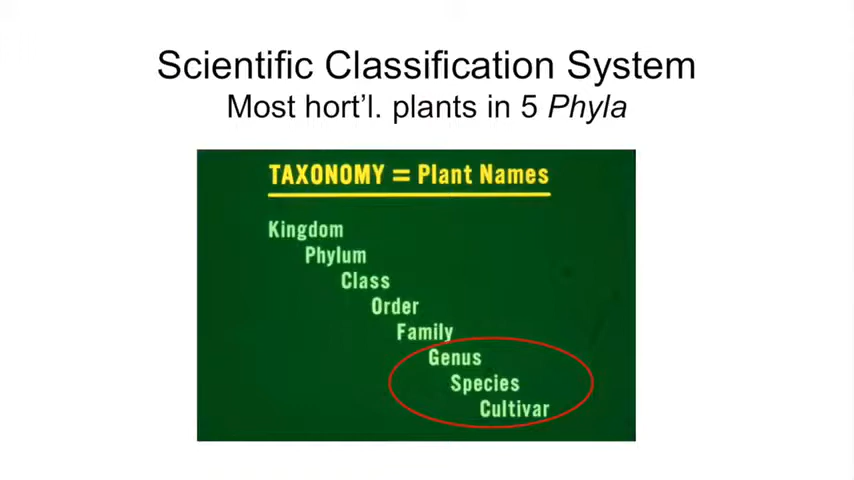 Scientific Classification System
Most hort'l. plants in 5 Phyla
TAXONOMY = Plant Names
Kingdom
Phylum
Class
Order
Family
Genus
Species
Cultivar